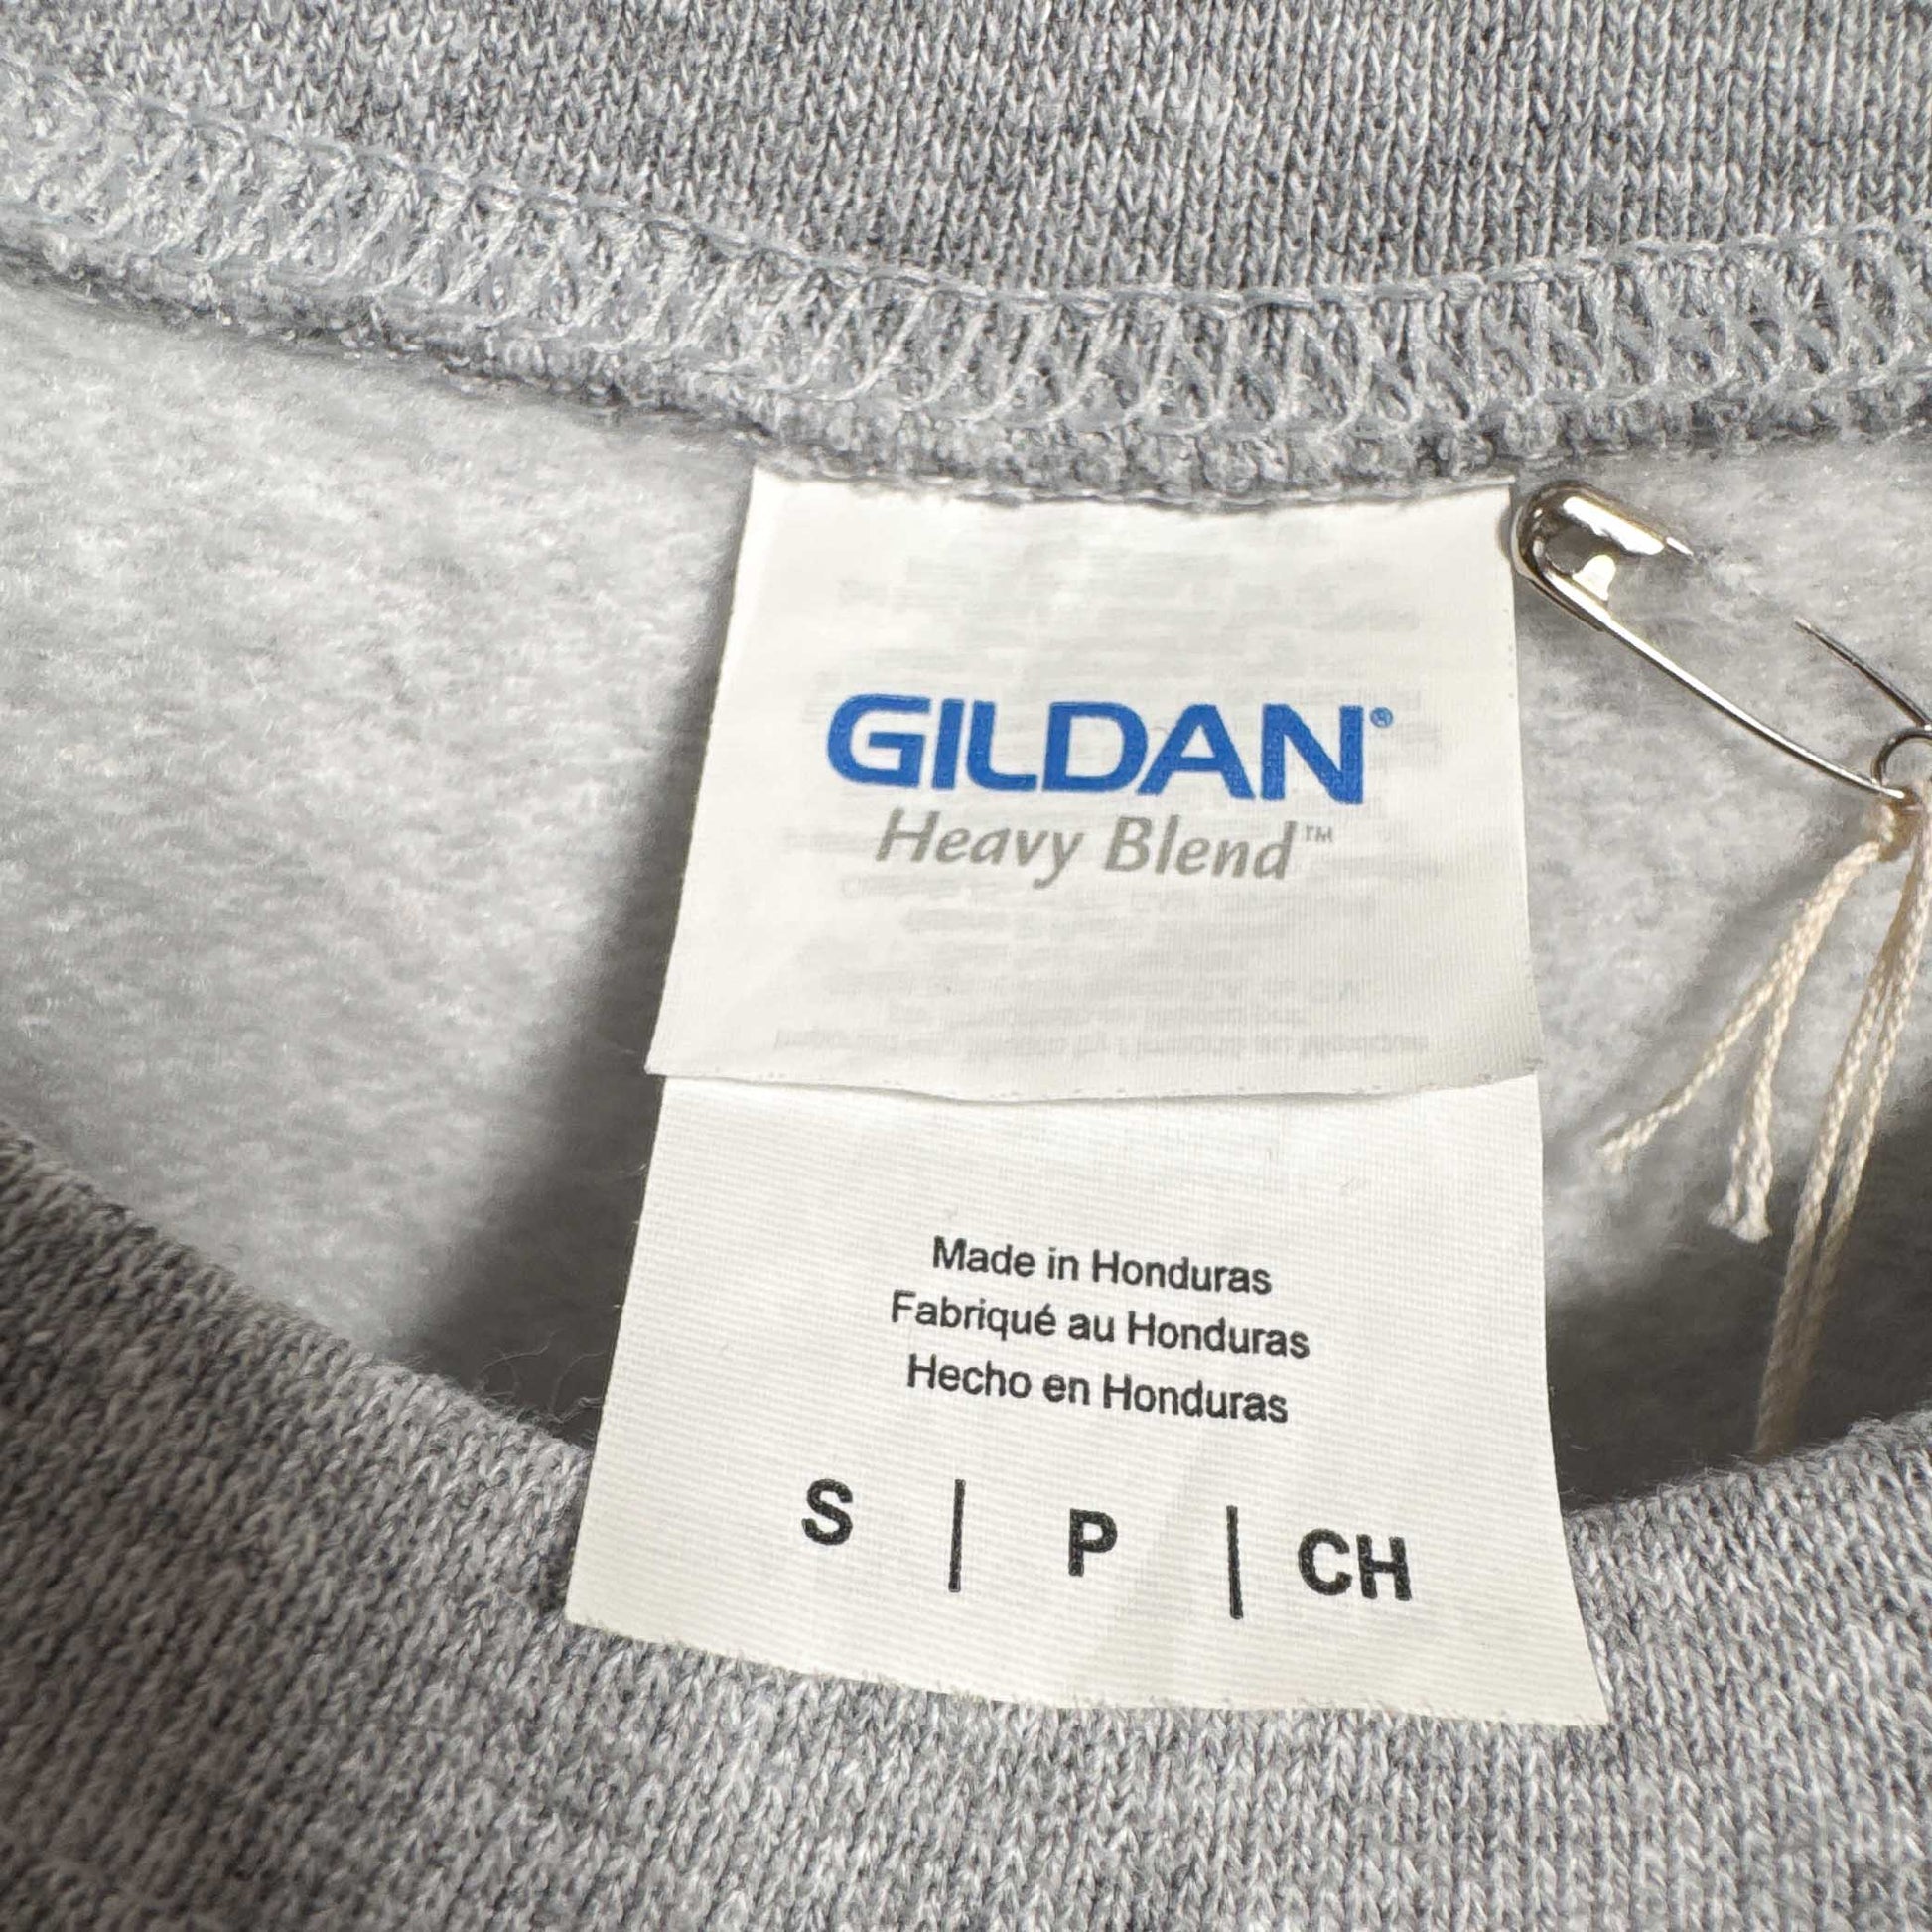 GILDAN®
Heavy Blend™
Made in Honduras
Fabriqué au Honduras
Hecho en Honduras
S | P | CH